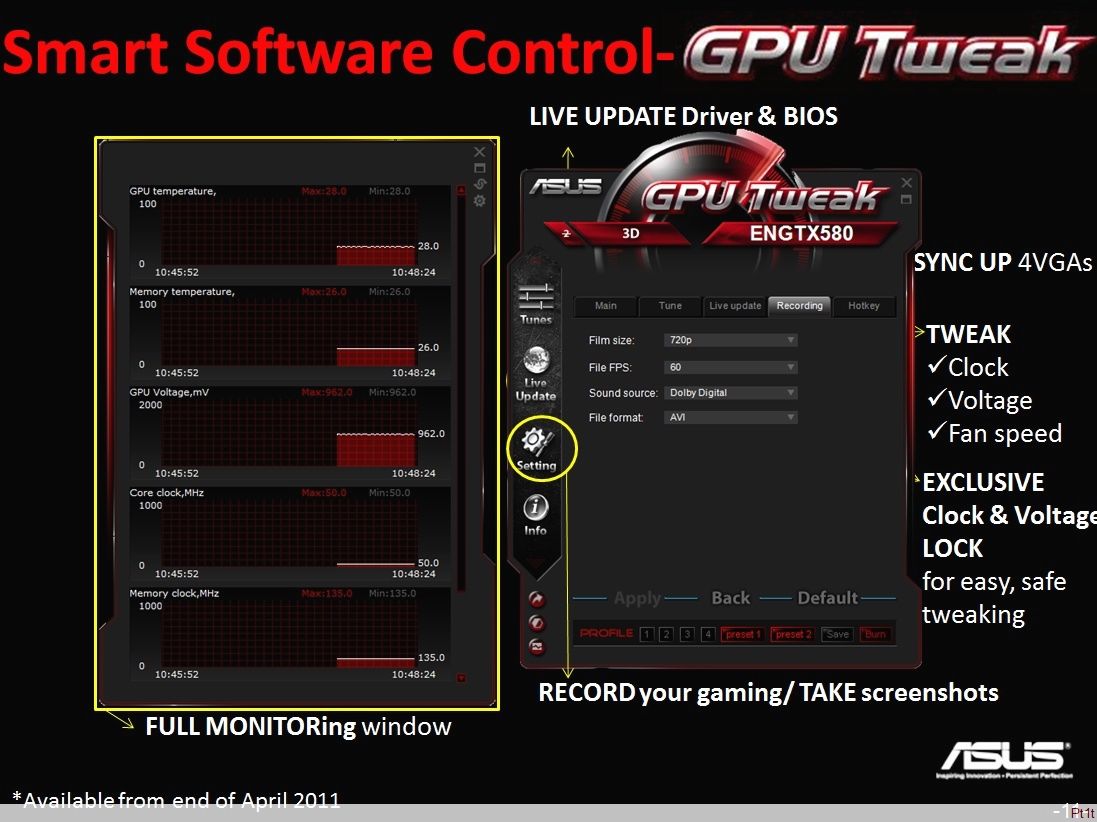 Smart Software Control- GPU Tweak
LIVE UPDATE Driver & BIOS
GPU temperature, Max:28.0 Min:28.0
100
28.0
0
10:45:52 10:48:24
Memory temperature, Max:26.0 Min:26.0
100
26.0
0
10:45:52 10:48:24
GPU Voltage,mV Max:962.0 Min:962.0
2000
962.0
0
10:45:52 10:48:24
Core clock,MHz Max:50.0 Min:50.0
1000
50.0
0
10:45:52 10:48:24
Memory clock,MHz Max:135.0 Min:135.0
1000
135.0
0
10:45:52 10:48:24
FULL MONITORing window
ASUS
GPU Tweak
2 3D ENGTX580
Tunes
Live
Update
Setting
Info
Main Tune Live update Recording Hotkey
Film size: 720p
File FPS: 60
Sound source: Dolby Digital
File format: AVI
Apply Back Default
PROFILE 1 2 3 4 preset 1 preset 2 Save Burn
SYNC UP 4VGAs
TWEAK
✓Clock
✓Voltage
✓Fan speed
EXCLUSIVE
Clock & Voltage
LOCK
for easy, safe
tweaking
RECORD your gaming/ TAKE screenshots
ASUS
Inspiring Innovation • Persistent Perfection
*Available from end of April 2011